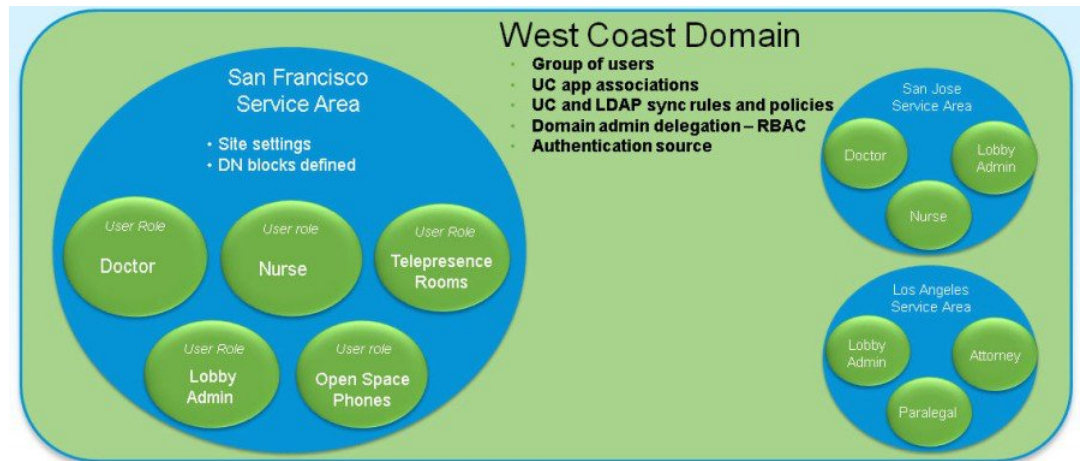 West Coast Domain
• Group of users
• UC app associations
• UC and LDAP sync rules and policies
• Domain admin delegation – RBAC
• Authentication source
San Francisco
Service Area
• Site settings
• DN blocks defined
User Role
Doctor
User role
Nurse
User Role
Telepresence
Rooms
User Role
Lobby
Admin
User role
Open Space
Phones
San Jose
Service Area
Doctor
Lobby
Admin
Nurse
Los Angeles
Service Area
Lobby
Admin
Attorney
Paralegal